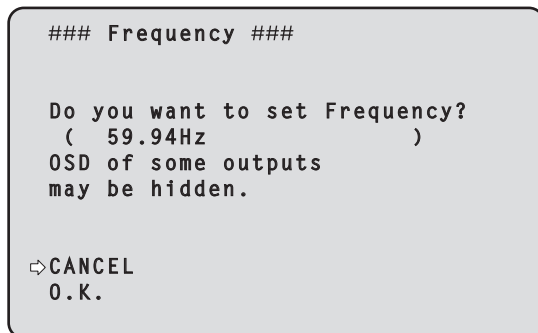 ### Frequency ###
Do you want to set Frequency?
( 59.94Hz )
OSD of some outputs
may be hidden.
⇨CANCEL
O.K.